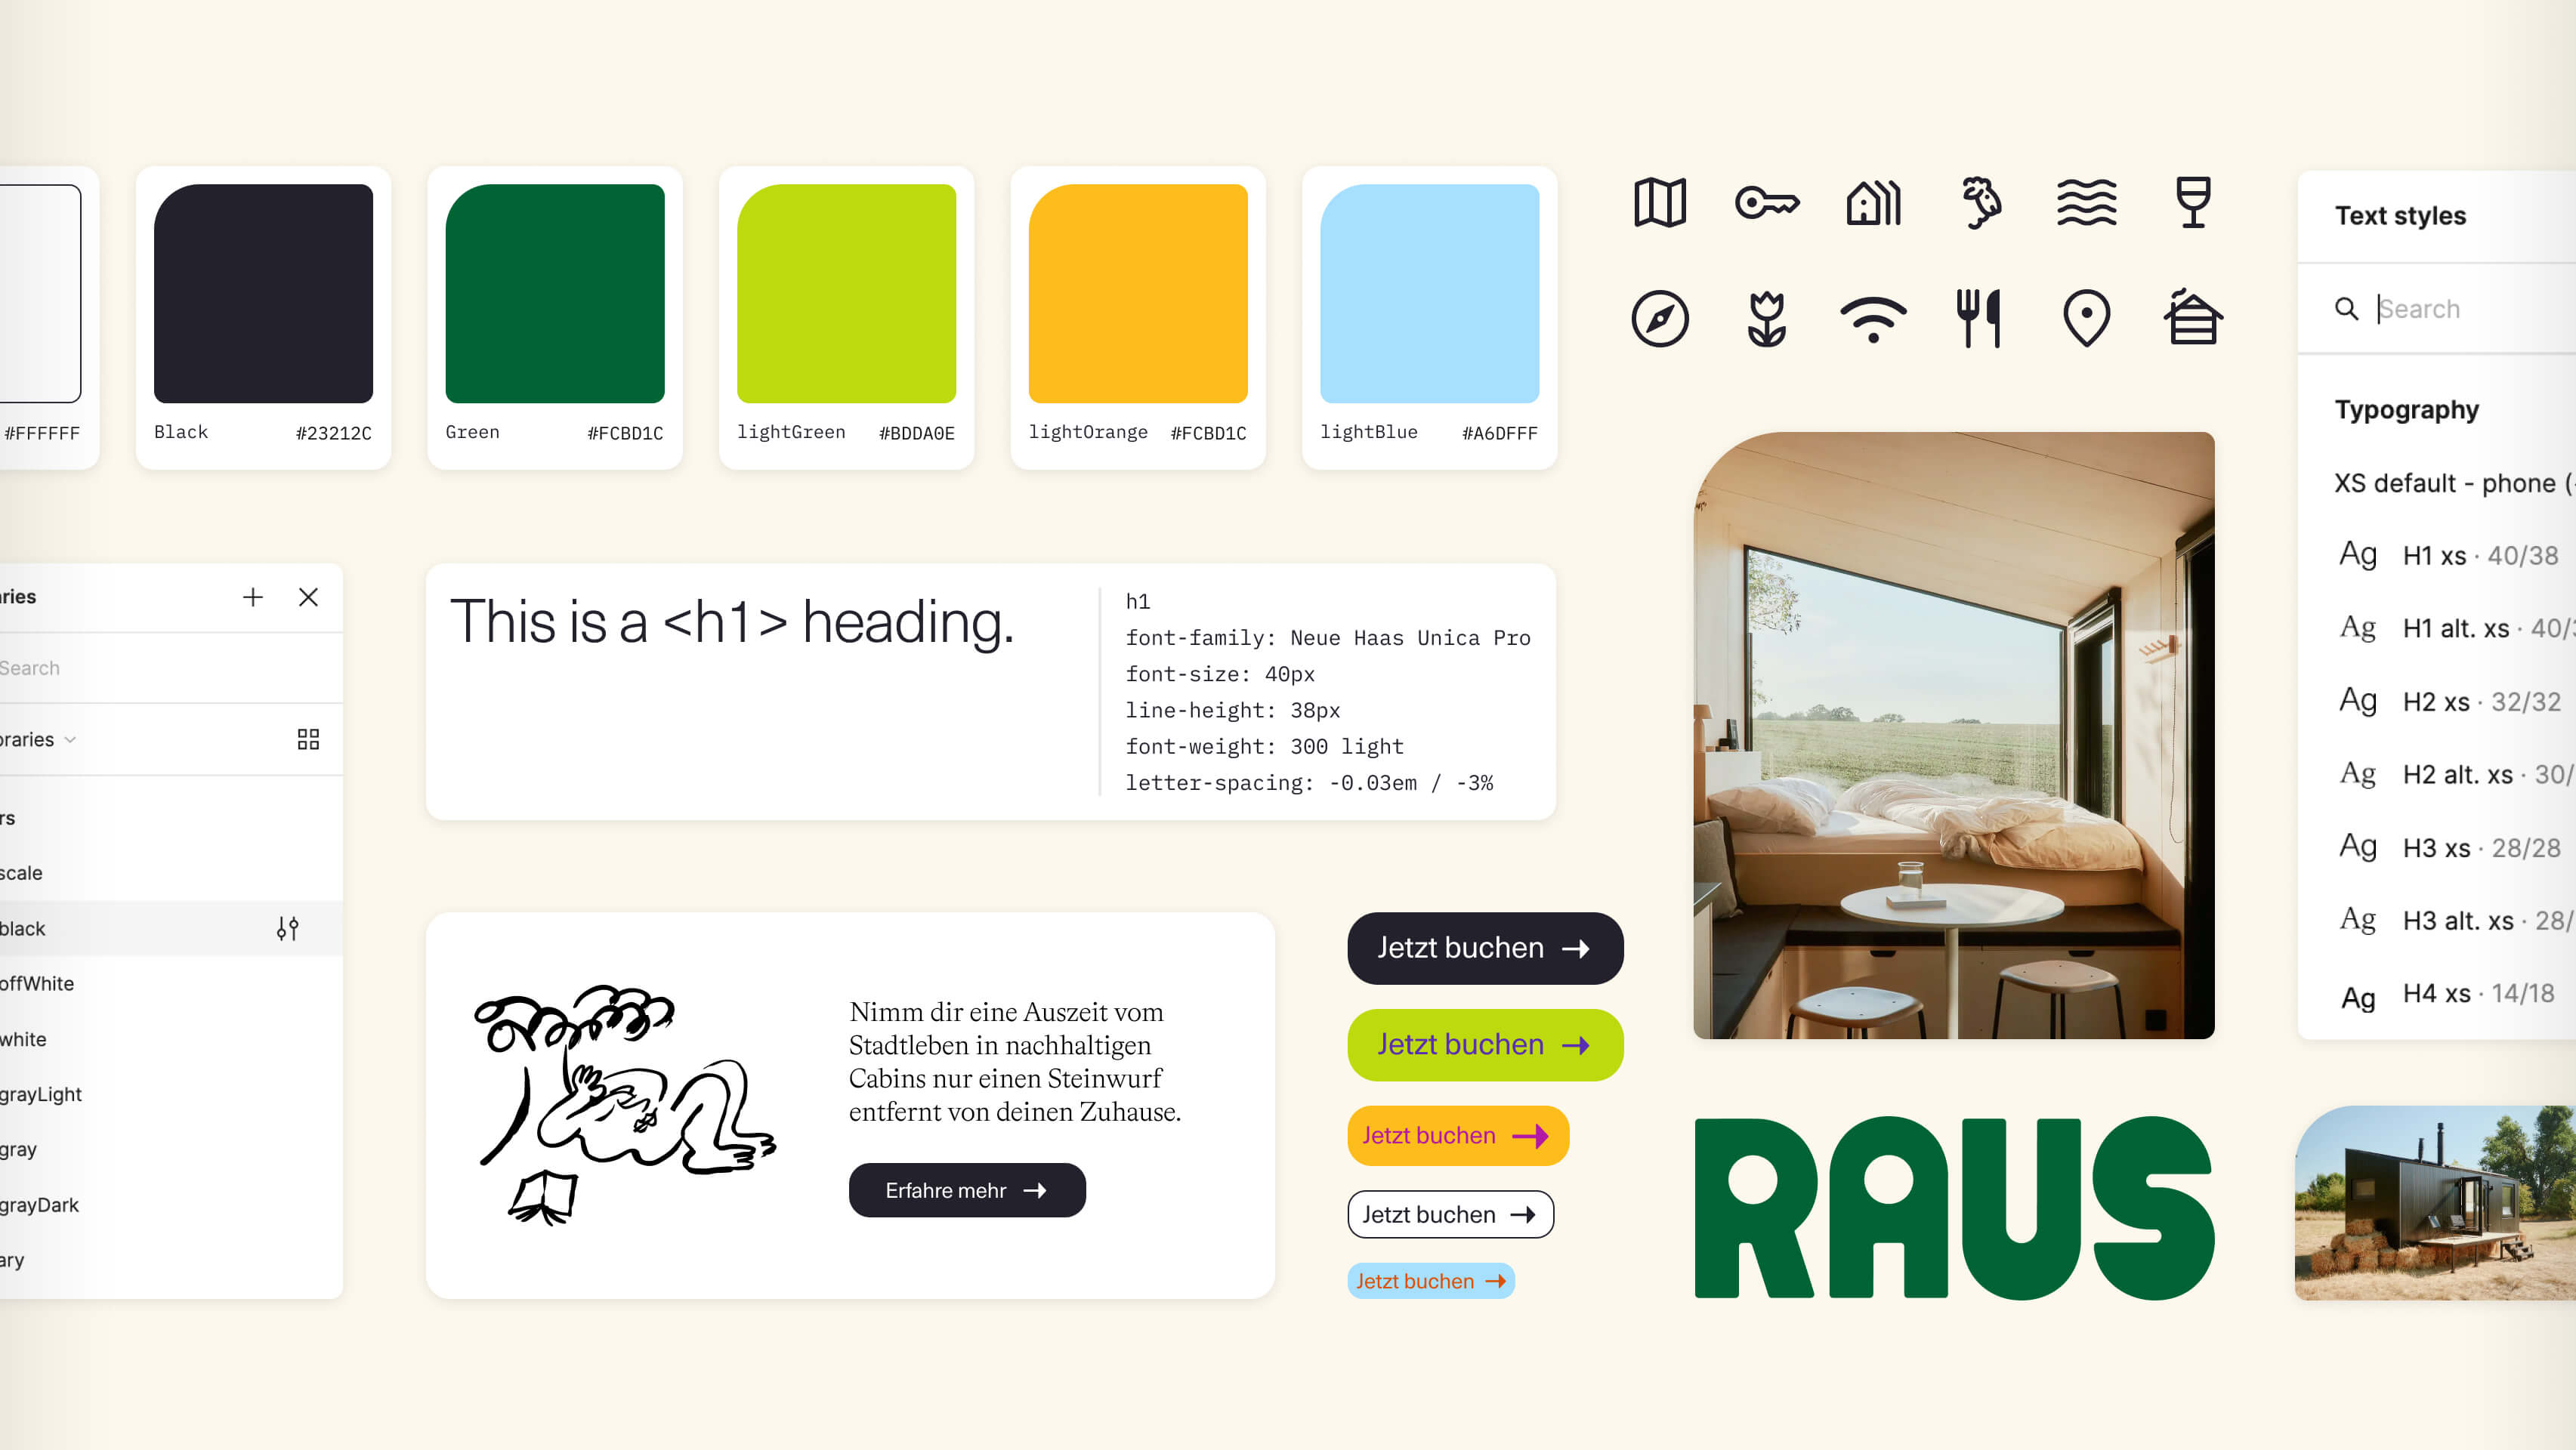 #FFFFFF
Black #23212C
Green #FCBD1C
lightGreen #BDDA0E
lightOrange #FCBD1C
lightBlue #A6DFFF
Text styles
Search
Typography
XS default - phone (
Ag H1 xs · 40/38
Ag H1 alt. xs · 40/
Ag H2 xs · 32/32
Ag H2 alt. xs · 30/
Ag H3 xs · 28/28
Ag H3 alt. xs · 28/
Ag H4 xs · 14/18
ries
Search
braries
rs
scale
black
offWhite
white
grayLight
gray
grayDark
ary
This is a <h1> heading.
h1
font-family: Neue Haas Unica Pro
font-size: 40px
line-height: 38px
font-weight: 300 light
letter-spacing: -0.03em / -3%
Nimm dir eine Auszeit vom
Stadtleben in nachhaltigen
Cabins nur einen Steinwurf
entfernt von deinen Zuhause.
Erfahre mehr →
Jetzt buchen →
Jetzt buchen →
Jetzt buchen →
Jetzt buchen →
Jetzt buchen →
RAUS